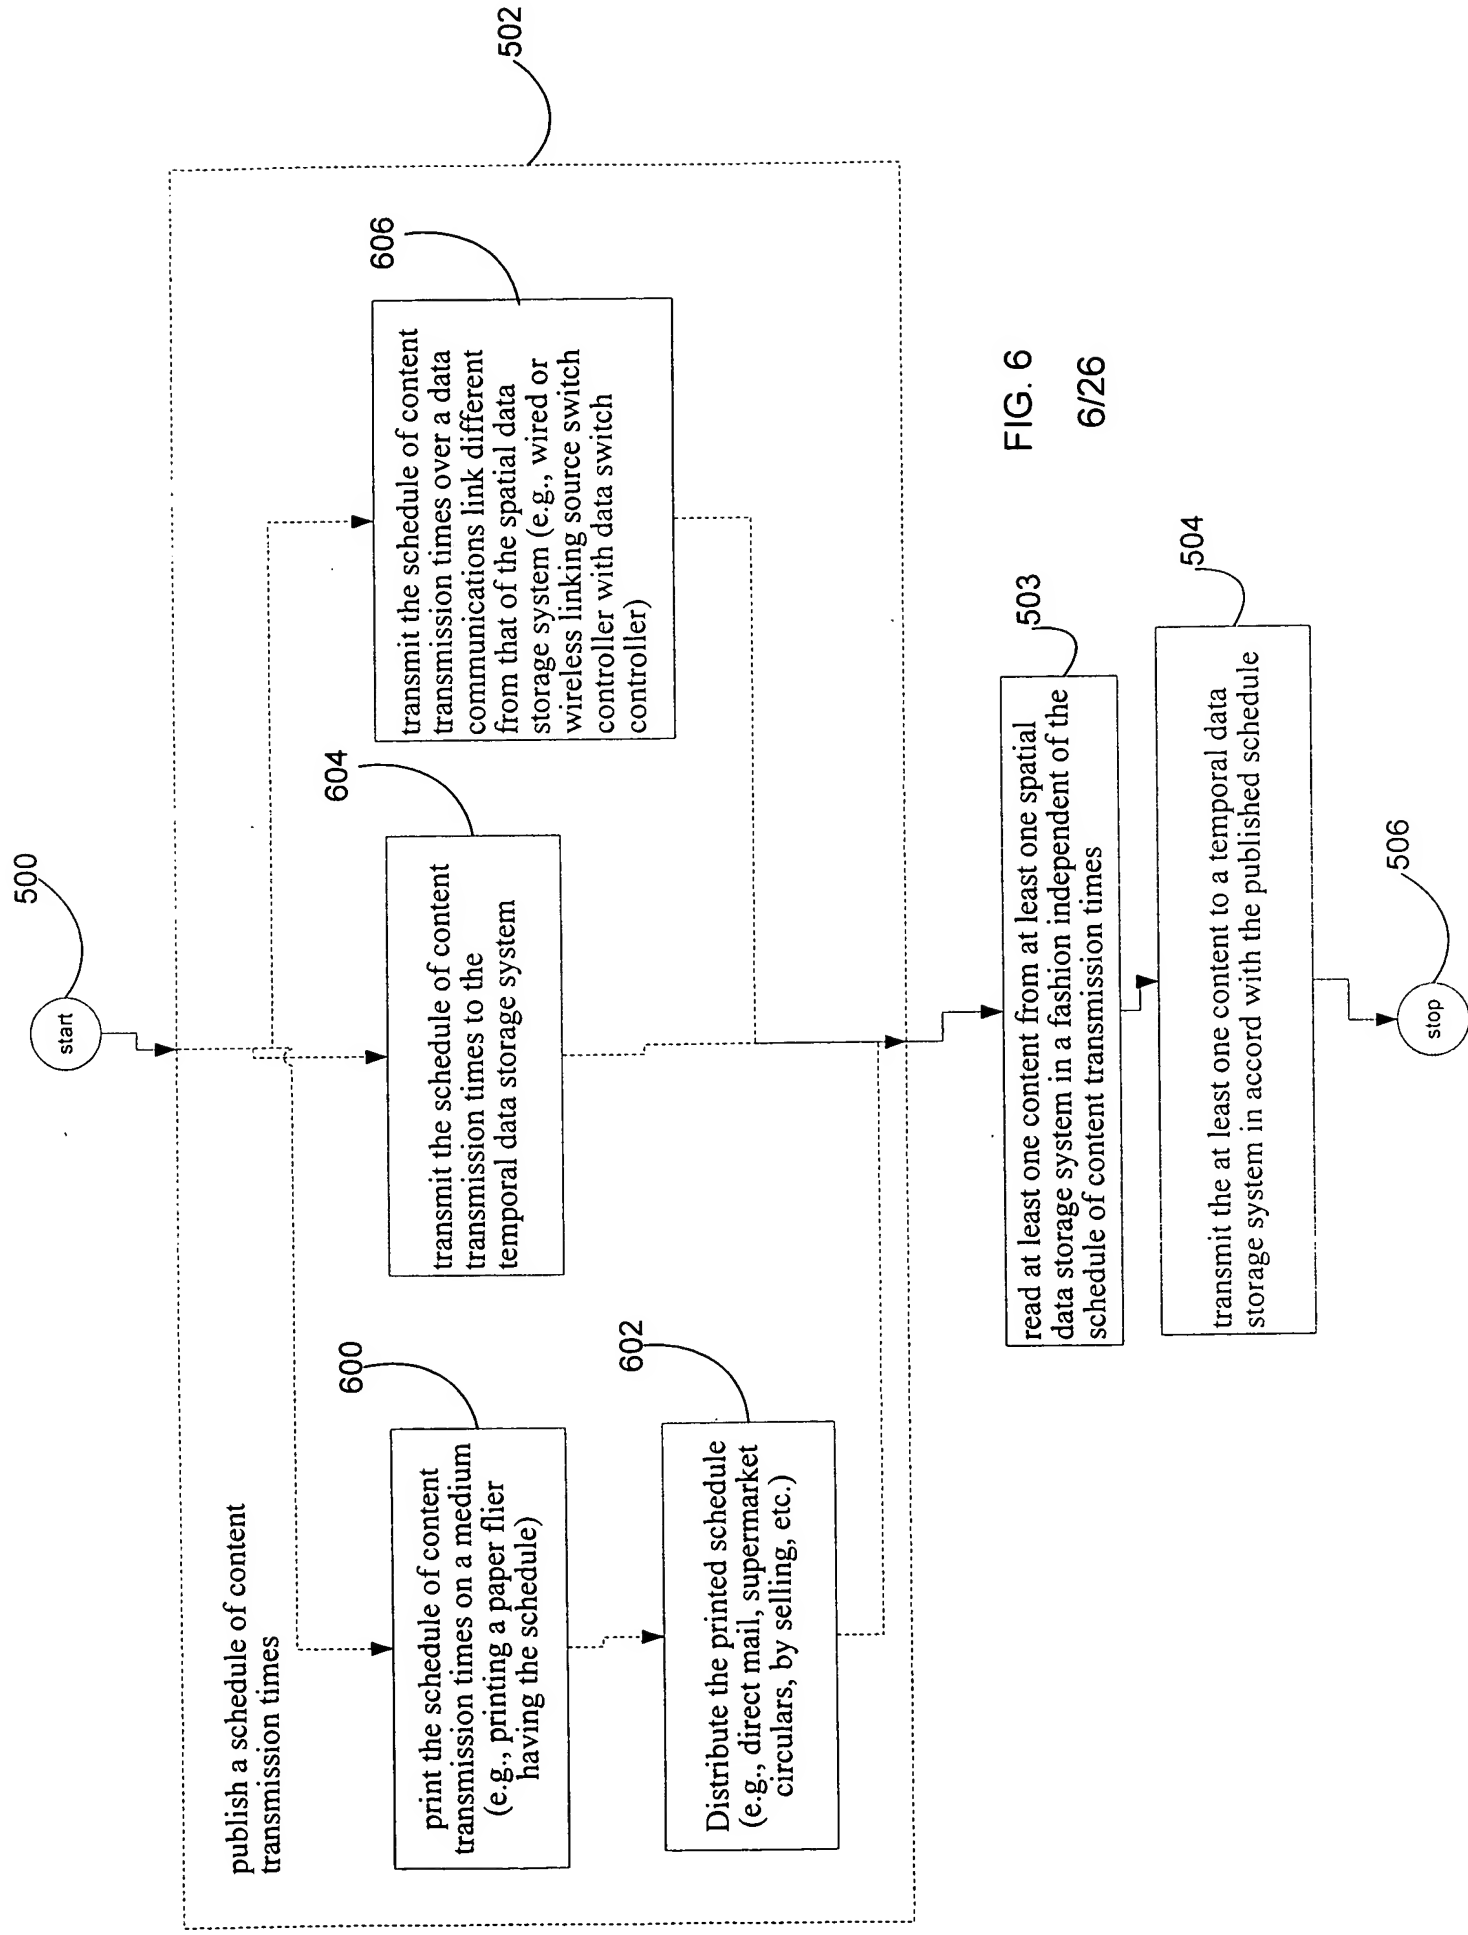 500
start
502
publish a schedule of content
transmission times
600
print the schedule of content
transmission times on a medium
(e.g., printing a paper flier
having the schedule)
602
Distribute the printed schedule
(e.g., direct mail, supermarket
circulars, by selling, etc.)
604
transmit the schedule of content
transmission times to the
temporal data storage system
606
transmit the schedule of content
transmission times over a data
communications link different
from that of the spatial data
storage system (e.g., wired or
wireless linking source switch
controller with data switch
controller)
503
read at least one content from at least one spatial
data storage system in a fashion independent of the
schedule of content transmission times
504
transmit the at least one content to a temporal data
storage system in accord with the published schedule
506
stop
FIG. 6
6/26